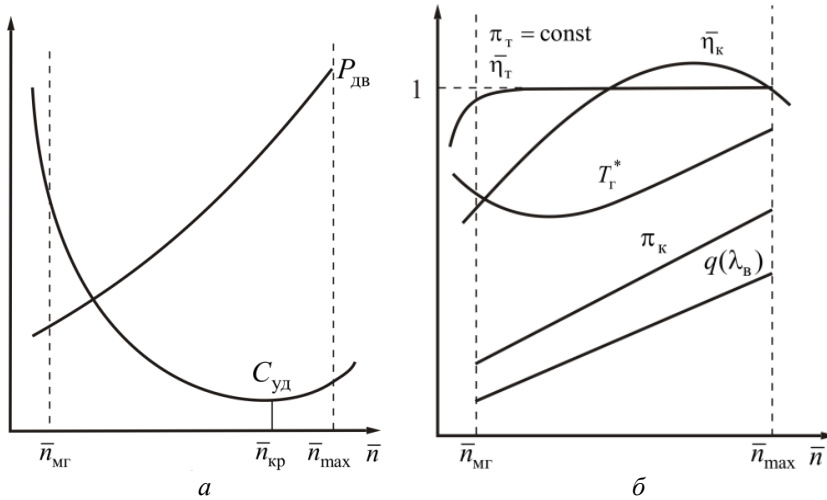 P_дв
C_уд
n̄_мг
n̄_кр
n̄_max
n̄
а
π_т = const
η̄_т
η̄_к
1
T_г*
π_к
q(λ_в)
n̄_мг
n̄_max
n̄
б